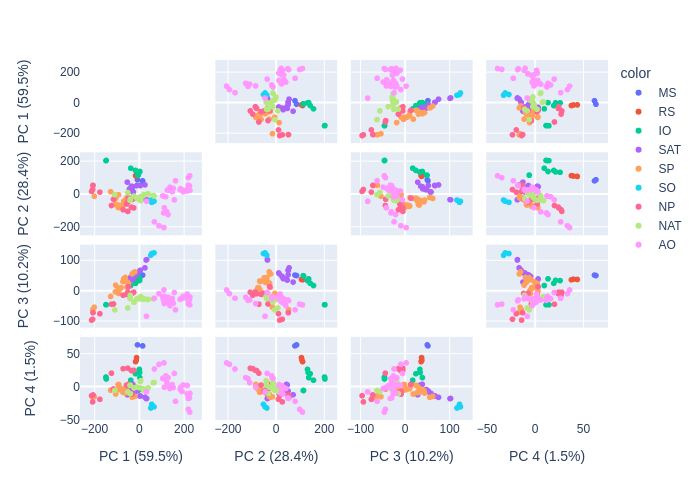 color
MS
RS
IO
SAT
SP
SO
NP
NAT
AO
PC 1 (59.5%)
200
0
−200
PC 2 (28.4%)
200
0
−200
PC 3 (10.2%)
100
0
−100
PC 4 (1.5%)
50
0
−50
−200 0 200
−200 0 200
−100 0 100
−50 0 50
PC 1 (59.5%)
PC 2 (28.4%)
PC 3 (10.2%)
PC 4 (1.5%)